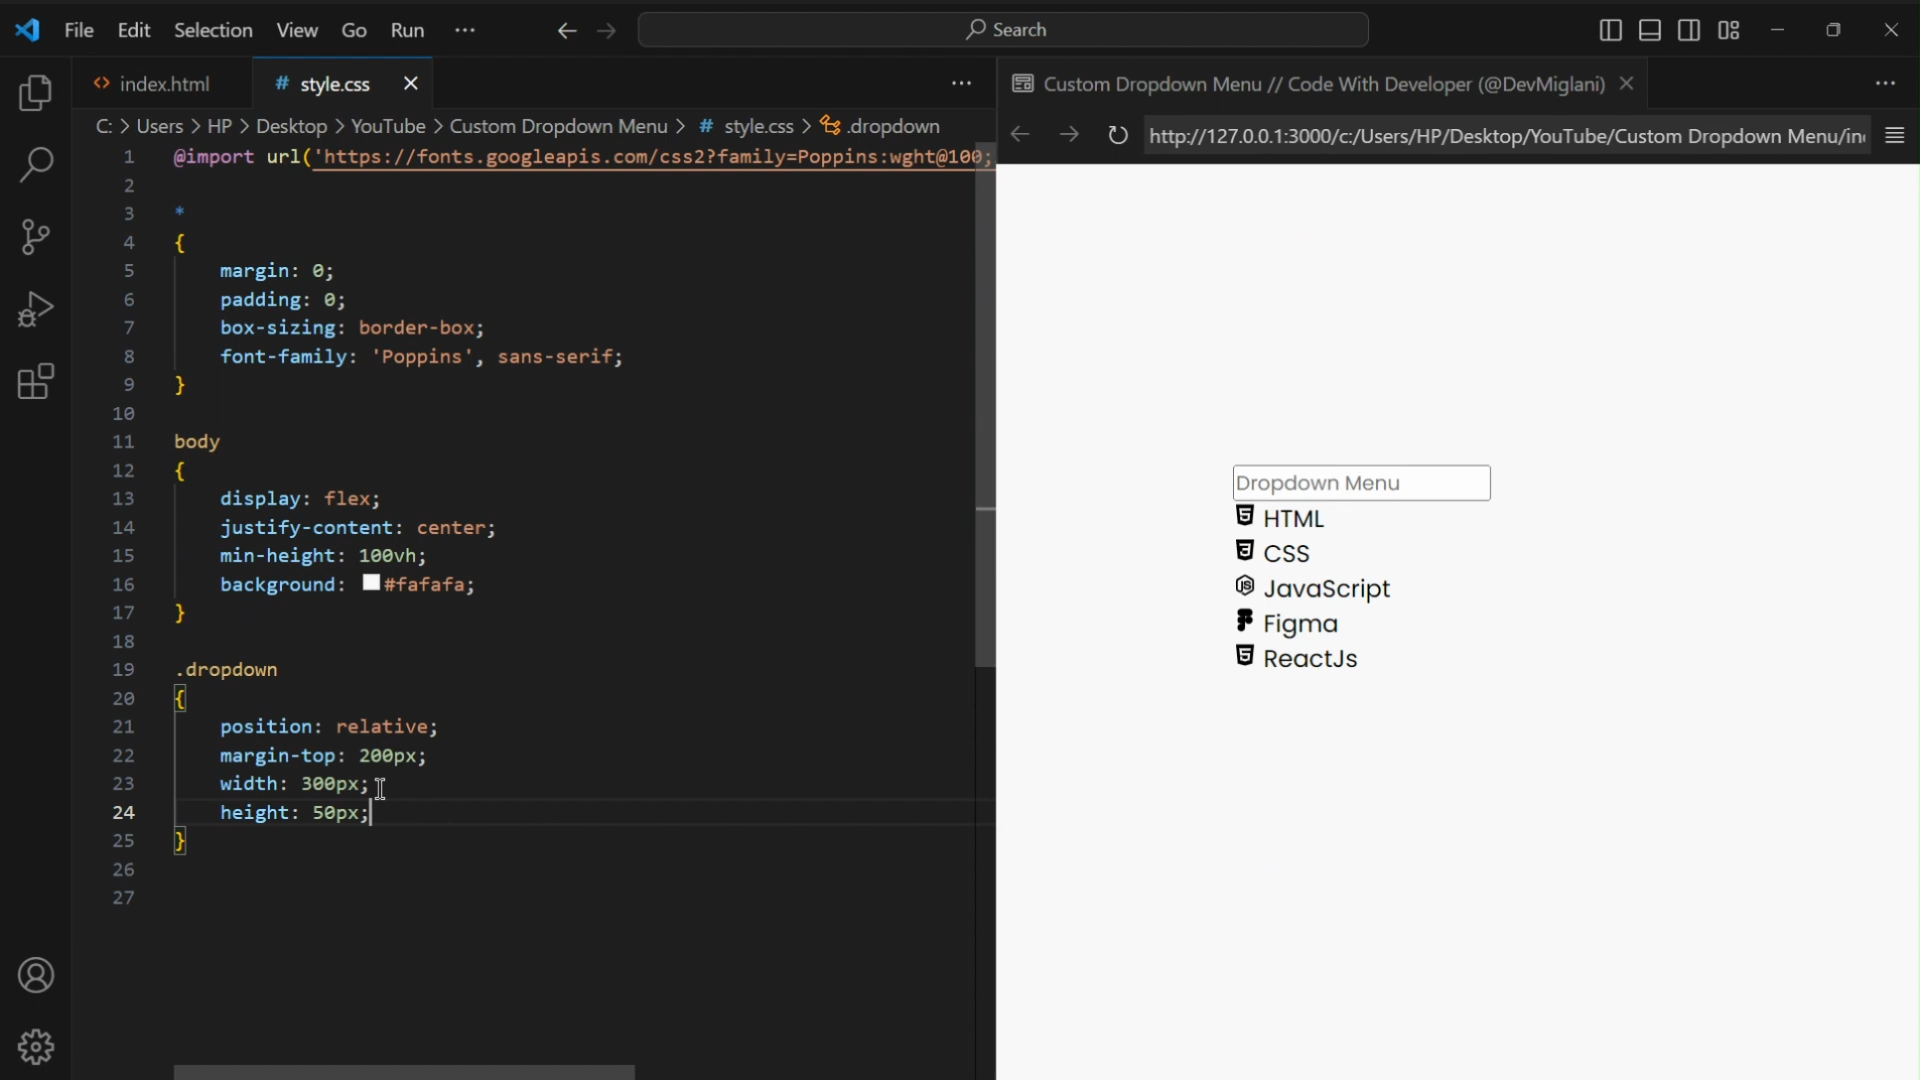 File Edit Selection View Go Run ··· Search
index.html # style.css
Custom Dropdown Menu // Code With Developer (@DevMiglani)
C: > Users > HP > Desktop > YouTube > Custom Dropdown Menu > # style.css > .dropdown
http://127.0.0.1:3000/c:/Users/HP/Desktop/YouTube/Custom Dropdown Menu/in
1 @import url('https://fonts.googleapis.com/css2?family=Poppins:wght@100;
2
3 *
4 {
5 margin: 0;
6 padding: 0;
7 box-sizing: border-box;
8 font-family: 'Poppins', sans-serif;
9 }
10
11 body
12 {
13 display: flex;
14 justify-content: center;
15 min-height: 100vh;
16 background: #fafafa;
17 }
18
19 .dropdown
20 {
21 position: relative;
22 margin-top: 200px;
23 width: 300px;
24 height: 50px;
25 }
26
27
Dropdown Menu
HTML
CSS
JavaScript
Figma
ReactJs